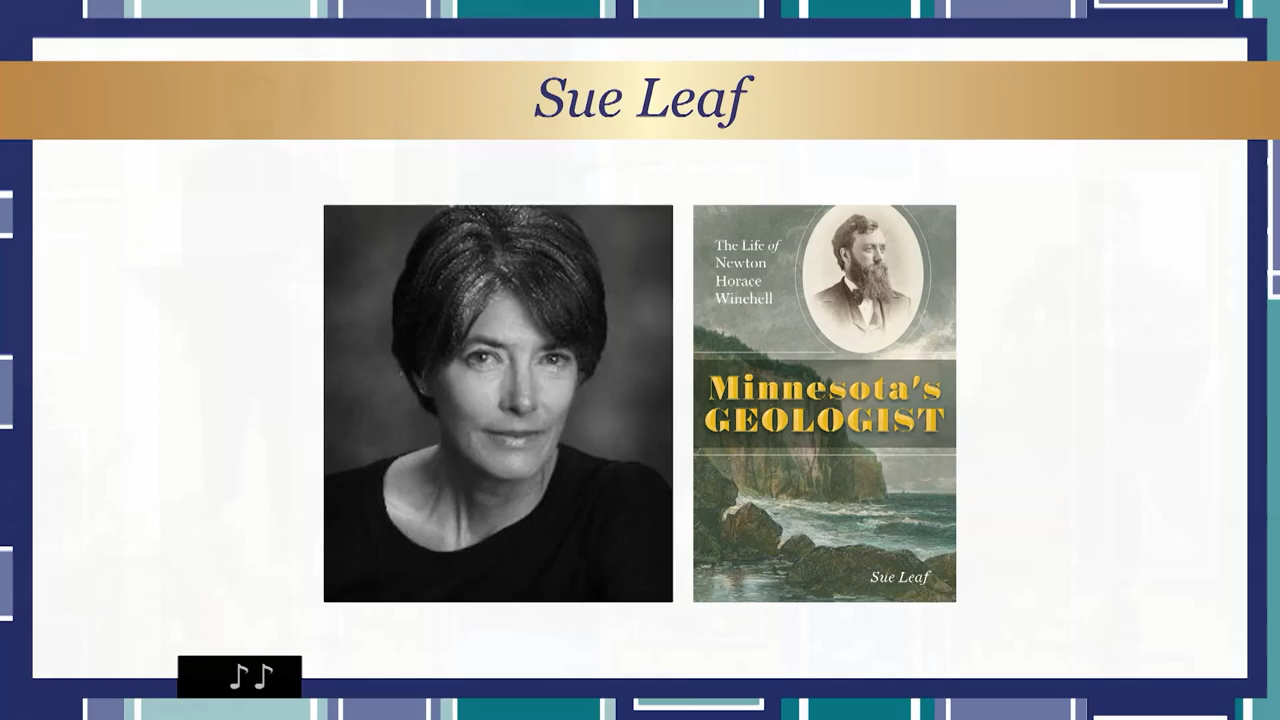 Sue Leaf
The Life of
Newton
Horace
Winchell
Minnesota's
GEOLOGIST
Sue Leaf
♪♪